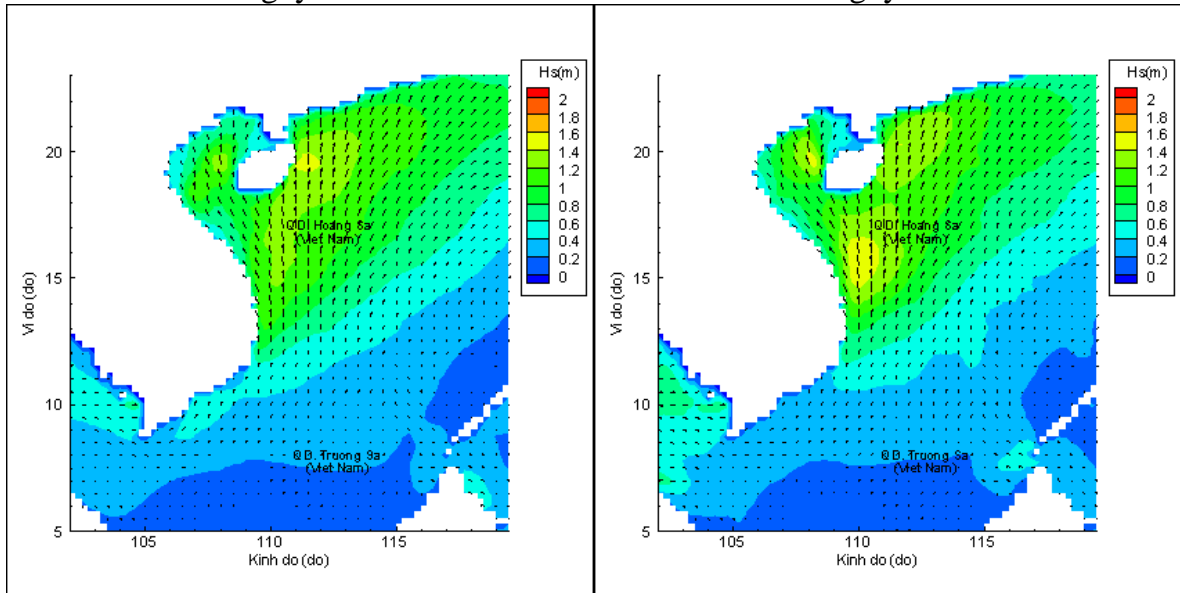 Hs(m)
2
1.8
1.6
1.4
1.2
1
0.8
0.6
0.4
0.2
0
20
15
10
5
Vi do (do)
QDI Hoang Sa
(Viet Nam)
Q D. Truong Sa
(Viet Nam)
105
110
115
Kinh do (do)
Hs(m)
2
1.8
1.6
1.4
1.2
1
0.8
0.6
0.4
0.2
0
20
15
10
5
Vi do (do)
QDI Hoang Sa
(Viet Nam)
Q D. Truong Sa
(Viet Nam)
105
110
115
Kinh do (do)